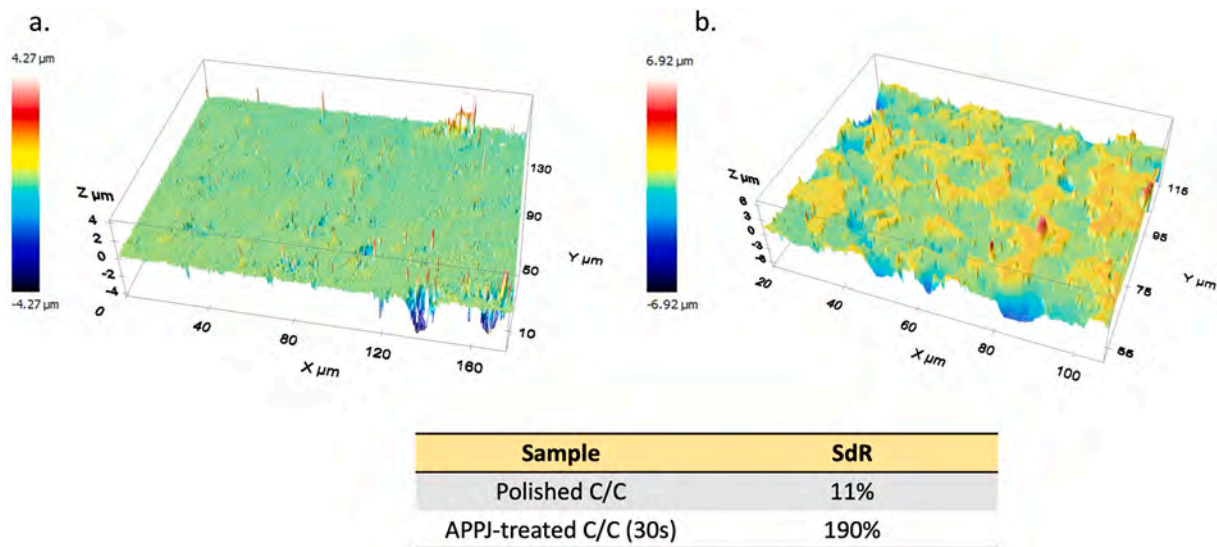 a.
4.27 µm
-4.27 µm
Z µm
4
2
0
-2
-4
0
40
80
120
160
X µm
10
50
90
130
Y µm
b.
6.92 µm
-6.92 µm
Z µm
6
3
0
-3
-6
20
40
60
80
100
X µm
55
75
95
115
Y µm
Sample SdR
Polished C/C 11%
APPJ-treated C/C (30s) 190%